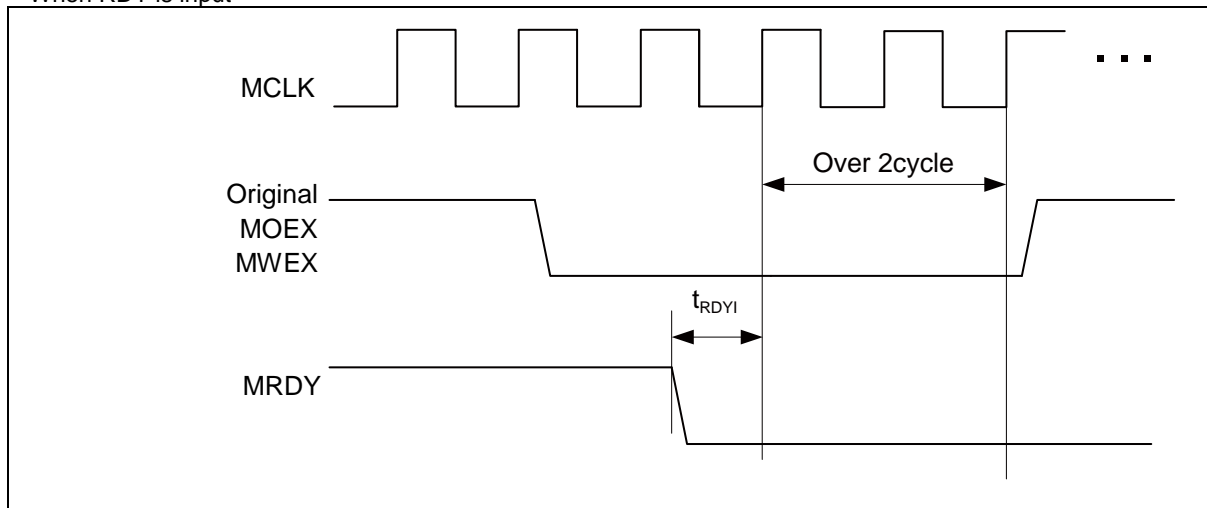 When RDY is input
MCLK
Over 2cycle
Original
MOEX
MWEX
tRDYI
MRDY